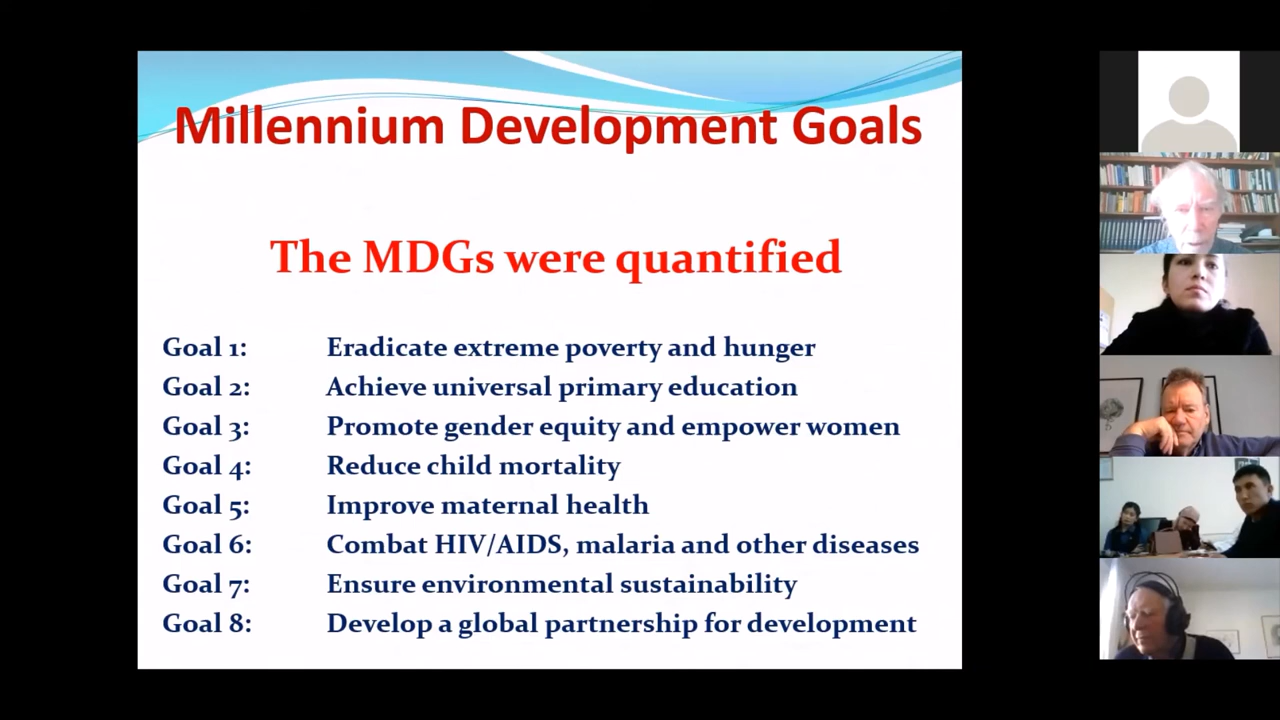 Millennium Development Goals
The MDGs were quantified
Goal 1: Eradicate extreme poverty and hunger
Goal 2: Achieve universal primary education
Goal 3: Promote gender equity and empower women
Goal 4: Reduce child mortality
Goal 5: Improve maternal health
Goal 6: Combat HIV/AIDS, malaria and other diseases
Goal 7: Ensure environmental sustainability
Goal 8: Develop a global partnership for development